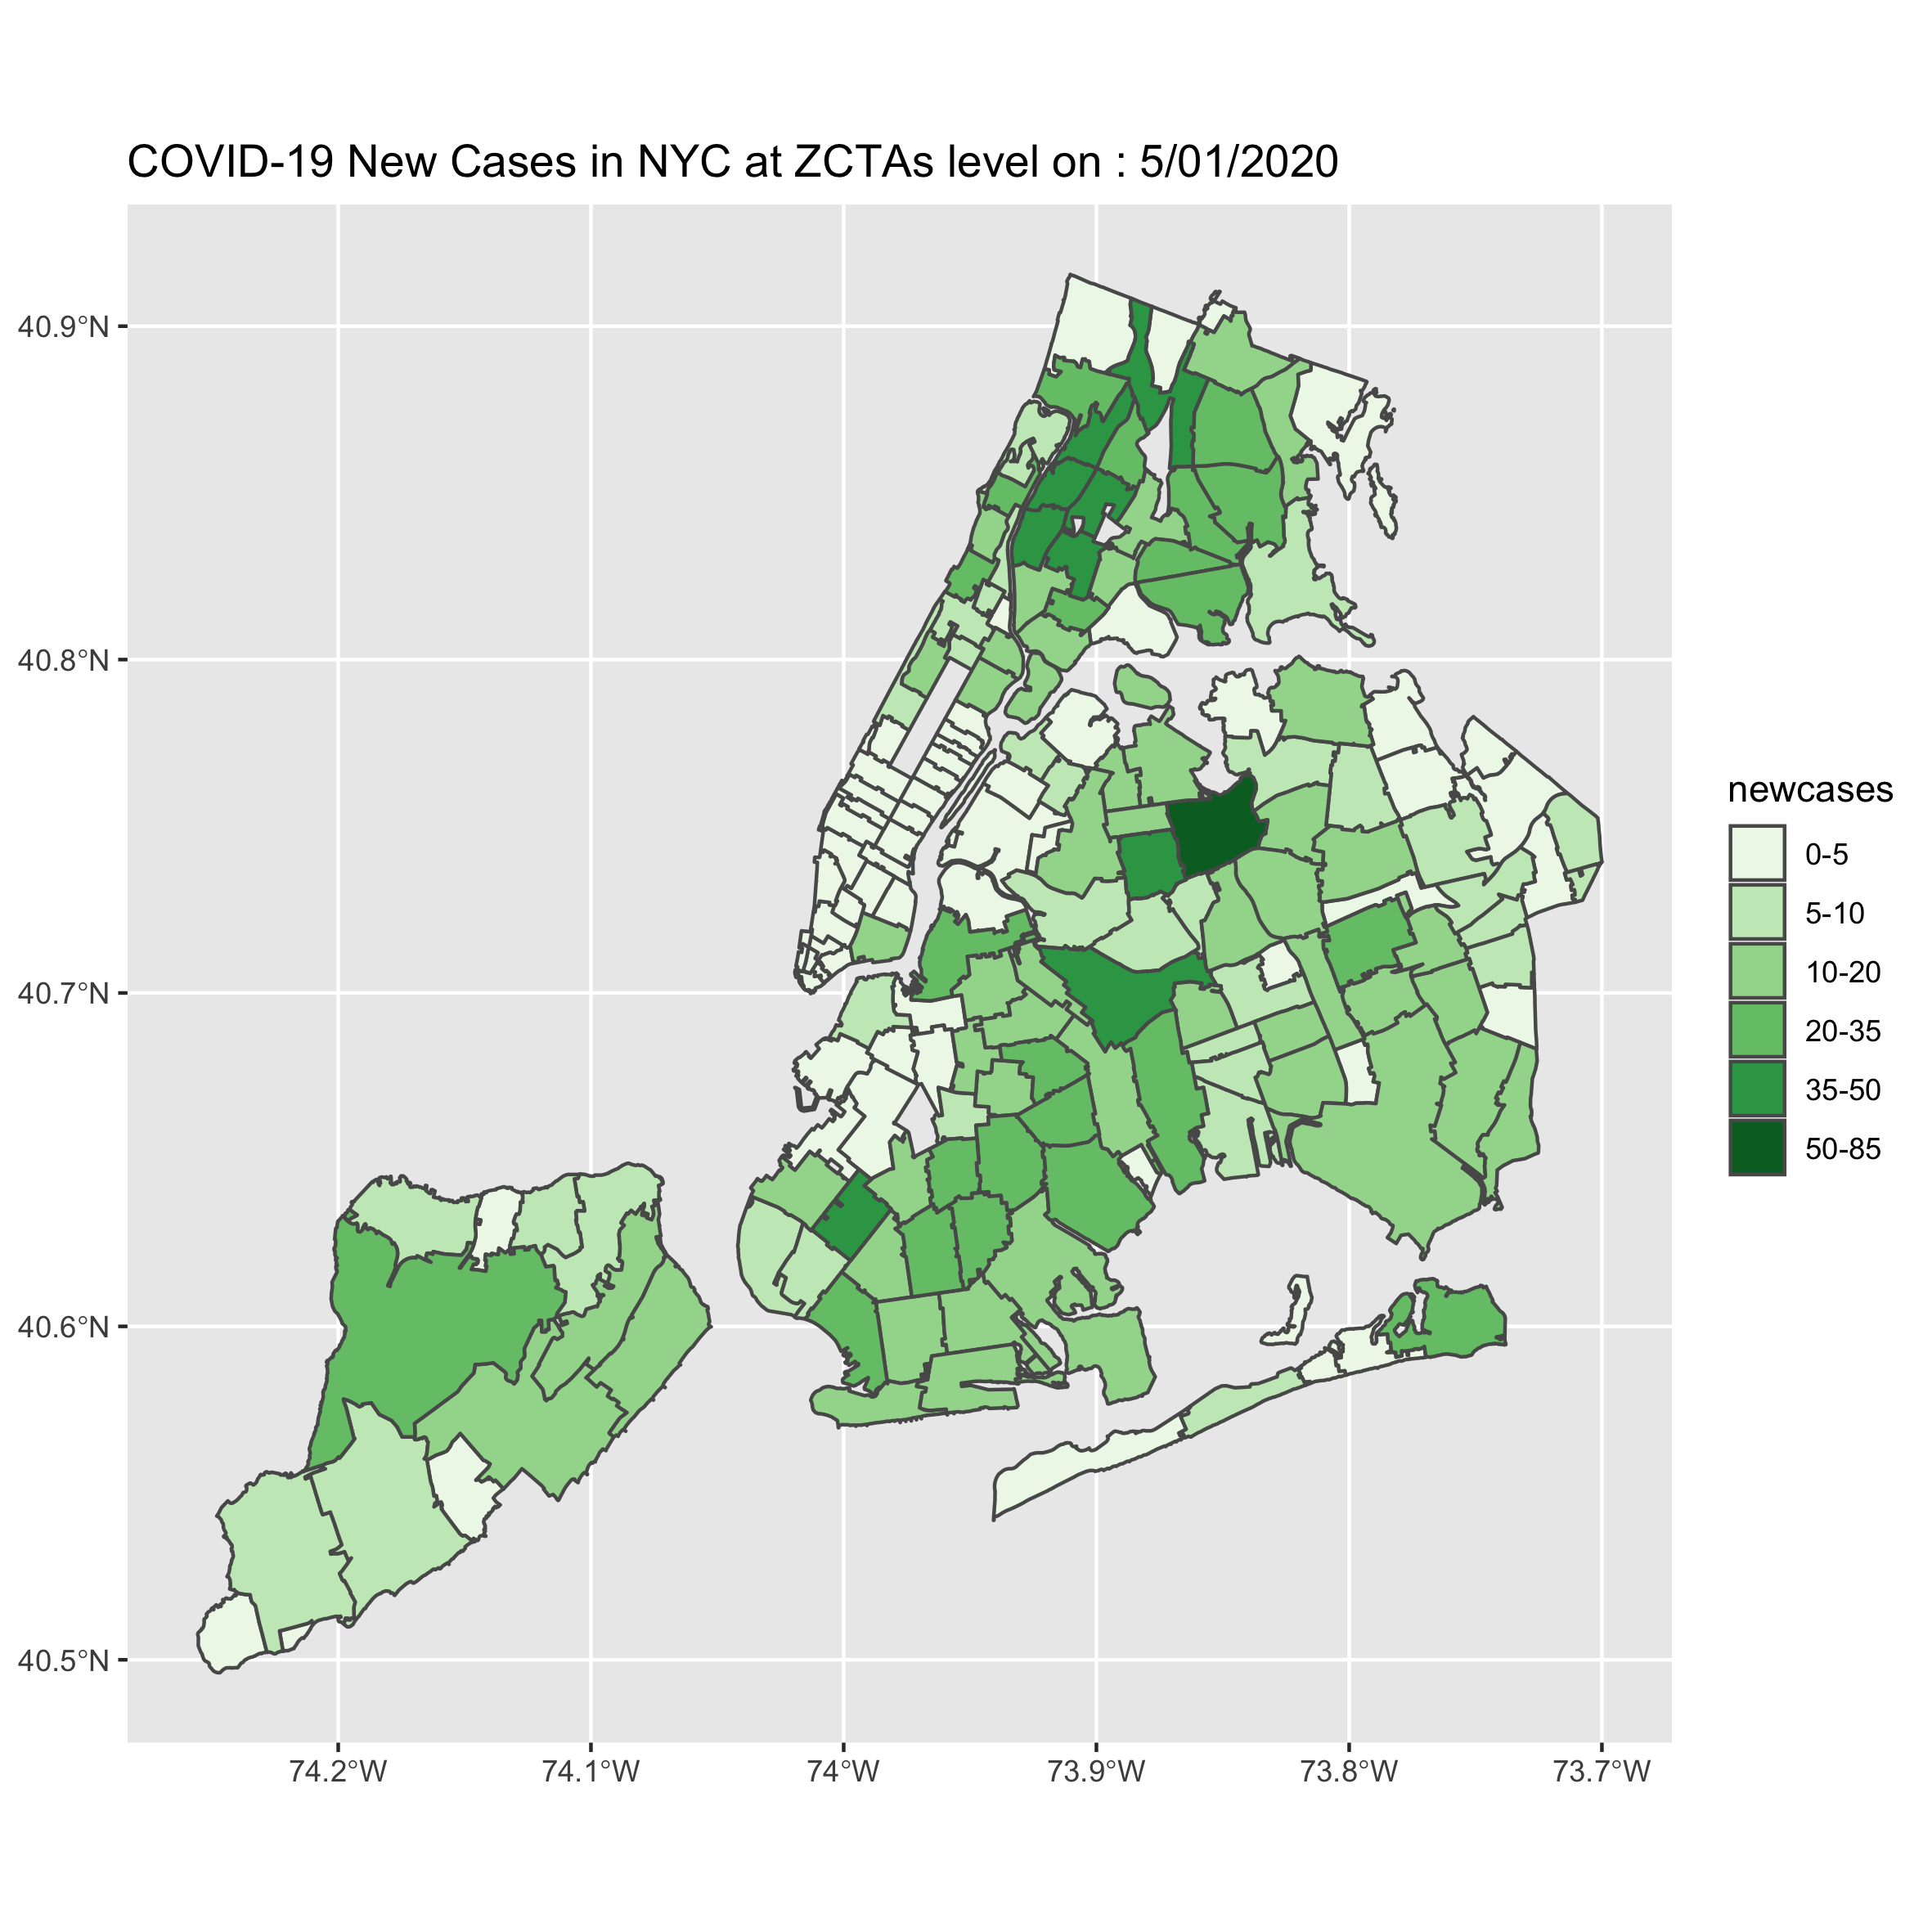 COVID-19 New Cases in NYC at ZCTAs level on : 5/01/2020
40.9°N
40.8°N
40.7°N
40.6°N
40.5°N
74.2°W
74.1°W
74°W
73.9°W
73.8°W
73.7°W
newcases
0-5
5-10
10-20
20-35
35-50
50-85